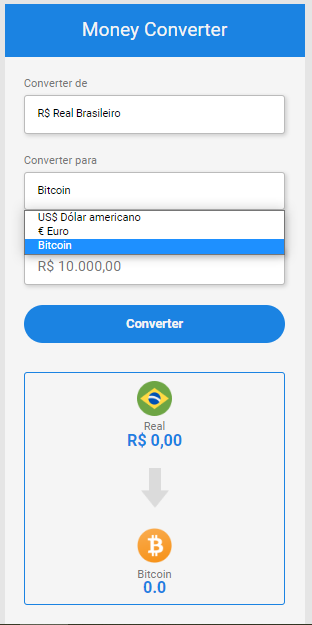 Money Converter
Converter de
R$ Real Brasileiro
Converter para
Bitcoin
US$ Dólar americano
€ Euro
Bitcoin
R$ 10.000,00
Converter
Real
R$ 0,00
Bitcoin
0.0